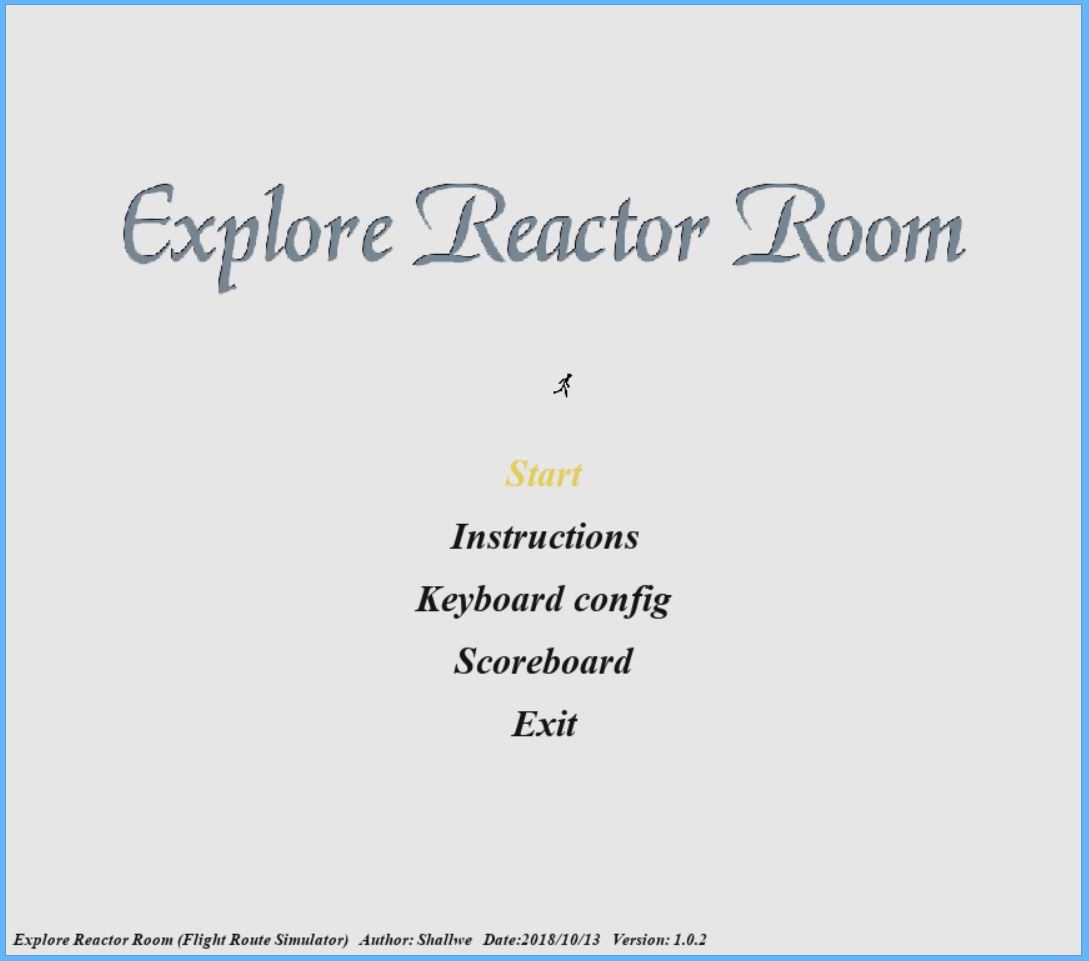 Explore Reactor Room
Start
Instructions
Keyboard config
Scoreboard
Exit
Explore Reactor Room (Flight Route Simulator) Author: Shallwe Date:2018/10/13 Version: 1.0.2